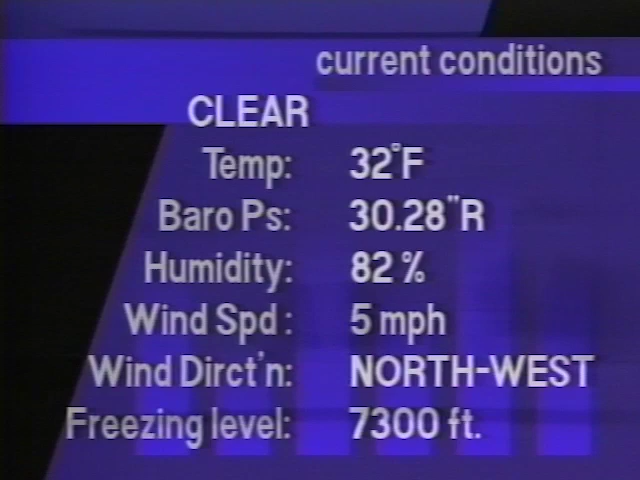 current conditions
CLEAR
Temp: 32°F
Baro Ps: 30.28"R
Humidity: 82 %
Wind Spd : 5 mph
Wind Dirct'n: NORTH-WEST
Freezing level: 7300 ft.